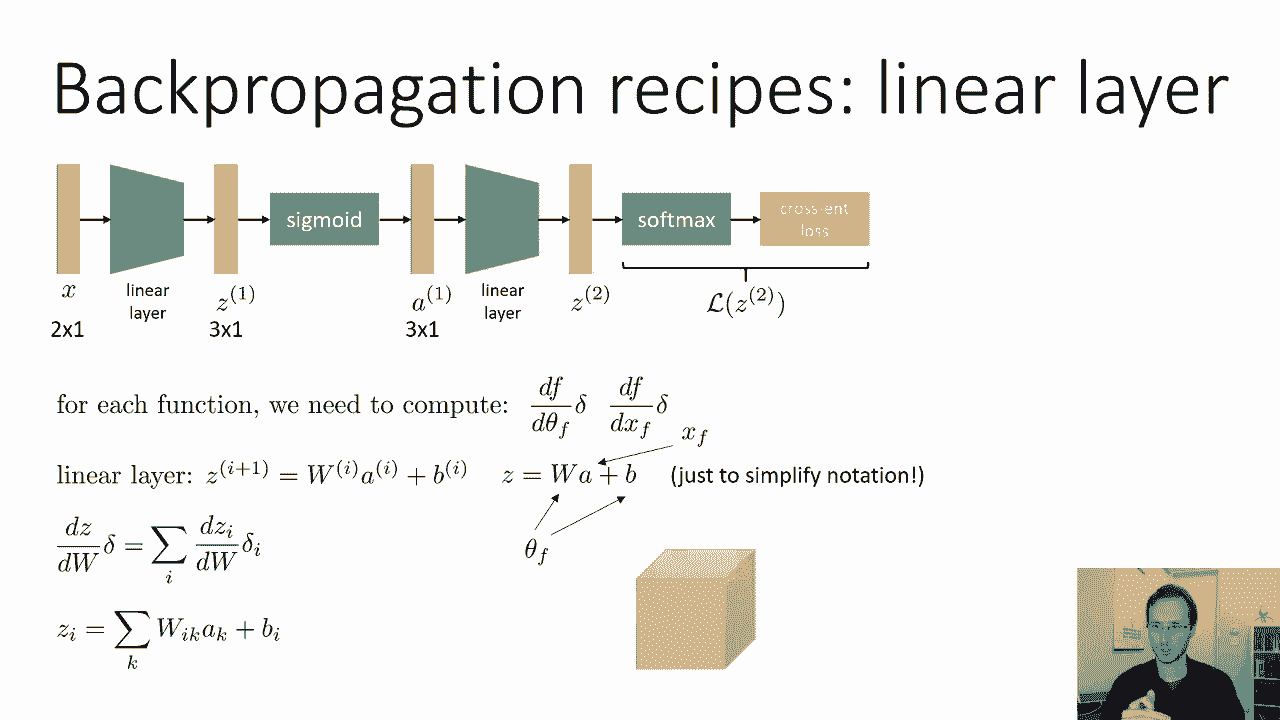 Backpropagation recipes: linear layer
sigmoid
softmax
cross-ent
loss
x
linear
layer
z^{(1)}
a^{(1)}
linear
layer
z^{(2)}
\mathcal{L}(z^{(2)})
2x1
3x1
3x1
for each function, we need to compute: \frac{df}{d\theta_f}\delta \frac{df}{dx_f}\delta
x_f
linear layer: z^{(i+1)} = W^{(i)}a^{(i)} + b^{(i)} z = Wa + b (just to simplify notation!)
\theta_f
\frac{dz}{dW}\delta = \sum_i \frac{dz_i}{dW}\delta_i
z_i = \sum_k W_{ik}a_k + b_i